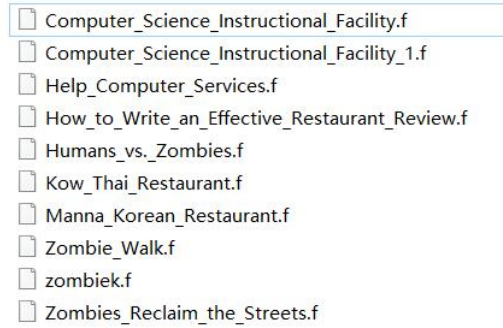 Computer_Science_Instructional_Facility.f
Computer_Science_Instructional_Facility_1.f
Help_Computer_Services.f
How_to_Write_an_Effective_Restaurant_Review.f
Humans_vs._Zombies.f
Kow_Thai_Restaurant.f
Manna_Korean_Restaurant.f
Zombie_Walk.f
zombiek.f
Zombies_Reclaim_the_Streets.f